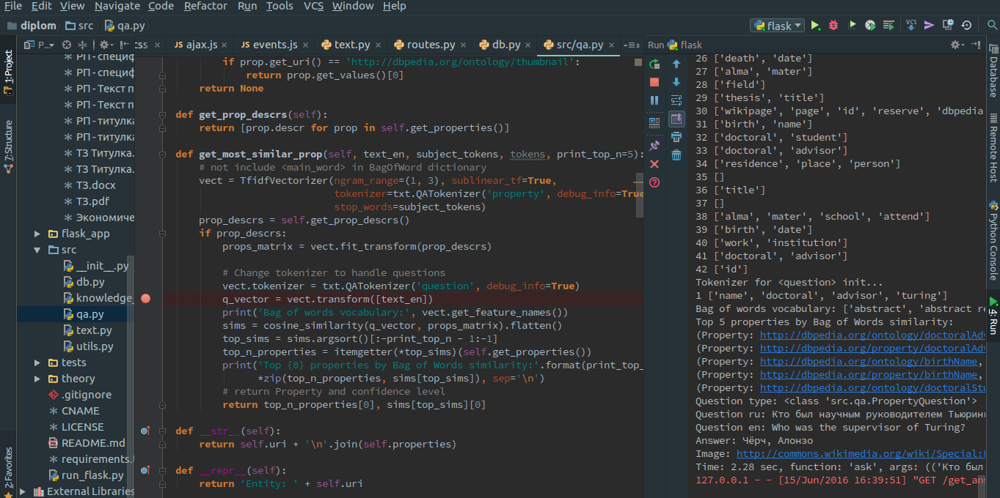 File Edit View Navigate Code Refactor Run Tools VCS Window Help
diplom src qa.py
flask
VCS
1: Project
7: Structure
2: Favorites
P...
РП - специф
РП - специф
РП - Текст п
РП - Текст п
РП - титулка
РП - титулка
ТЗ Титулка.
ТЗ Титулка.
ТЗ.docx
ТЗ.pdf
Экономиче
flask_app
src
__init__.py
db.py
knowledge_
qa.py
text.py
utils.py
tests
theory
.gitignore
CNAME
LICENSE
README.md
requirements.
run_flask.py
External Libraries
css ajax.js events.js text.py routes.py db.py src/qa.py
if prop.get_uri() == 'http://dbpedia.org/ontology/thumbnail':
return prop.get_values()[0]
return None
def get_prop_descrs(self):
return [prop.descr for prop in self.get_properties()]
def get_most_similar_prop(self, text_en, subject_tokens, tokens, print_top_n=5):
# not include <main_word> in BagOfWord dictionary
vect = TfidfVectorizer(ngram_range=(1, 3), sublinear_tf=True,
tokenizer=txt.QATokenizer('property', debug_info=True
stop_words=subject_tokens)
prop_descrs = self.get_prop_descrs()
if prop_descrs:
props_matrix = vect.fit_transform(prop_descrs)
# Change tokenizer to handle questions
vect.tokenizer = txt.QATokenizer('question', debug_info=True)
q_vector = vect.transform([text_en])
print('Bag of words vocabulary:', vect.get_feature_names())
sims = cosine_similarity(q_vector, props_matrix).flatten()
top_sims = sims.argsort()[:-print_top_n - 1:-1]
top_n_properties = itemgetter(*top_sims)(self.get_properties())
print('Top {0} properties by Bag of Words similarity:'.format(print_top_
*zip(top_n_properties, sims[top_sims]), sep='\n')
# return Property and confidence level
return top_n_properties[0], sims[top_sims][0]
def __str__(self):
return self.uri + '\n'.join(self.properties)
def __repr__(self):
return 'Entity: ' + self.uri
Run flask
26 ['death', 'date']
27 ['alma', 'mater']
28 ['field']
29 ['thesis', 'title']
30 ['wikipage', 'page', 'id', 'reserve', 'dbpedia
31 ['birth', 'name']
32 ['doctoral', 'student']
33 ['doctoral', 'advisor']
34 ['residence', 'place', 'person']
35 []
36 ['title']
37 []
38 ['alma', 'mater', 'school', 'attend']
39 ['birth', 'date']
40 ['work', 'institution']
41 ['doctoral', 'advisor']
42 ['id']
Tokenizer for <question> init...
1 ['name', 'doctoral', 'advisor', 'turing']
Bag of words vocabulary: ['abstract', 'abstract re
Top 5 properties by Bag of Words similarity:
(Property: http://dbpedia.org/ontology/doctoralAdv
(Property: http://dbpedia.org/property/doctoralAdv
(Property: http://dbpedia.org/ontology/birthName,
(Property: http://dbpedia.org/property/birthName,
(Property: http://dbpedia.org/ontology/doctoralStu
Question type: <class 'src.qa.PropertyQuestion'>
Question ru: Кто был научным руководителем Тьюринг
Question en: Who was the supervisor of Turing?
Answer: Чёрч, Алонзо
Image: http://commons.wikimedia.org/wiki/Special:F
Time: 2.28 sec, function: 'ask', args: (('Кто был
127.0.0.1 - - [15/Jun/2016 16:39:51] "GET /get_ans
Database
Remote Host
Python Console
4: Run